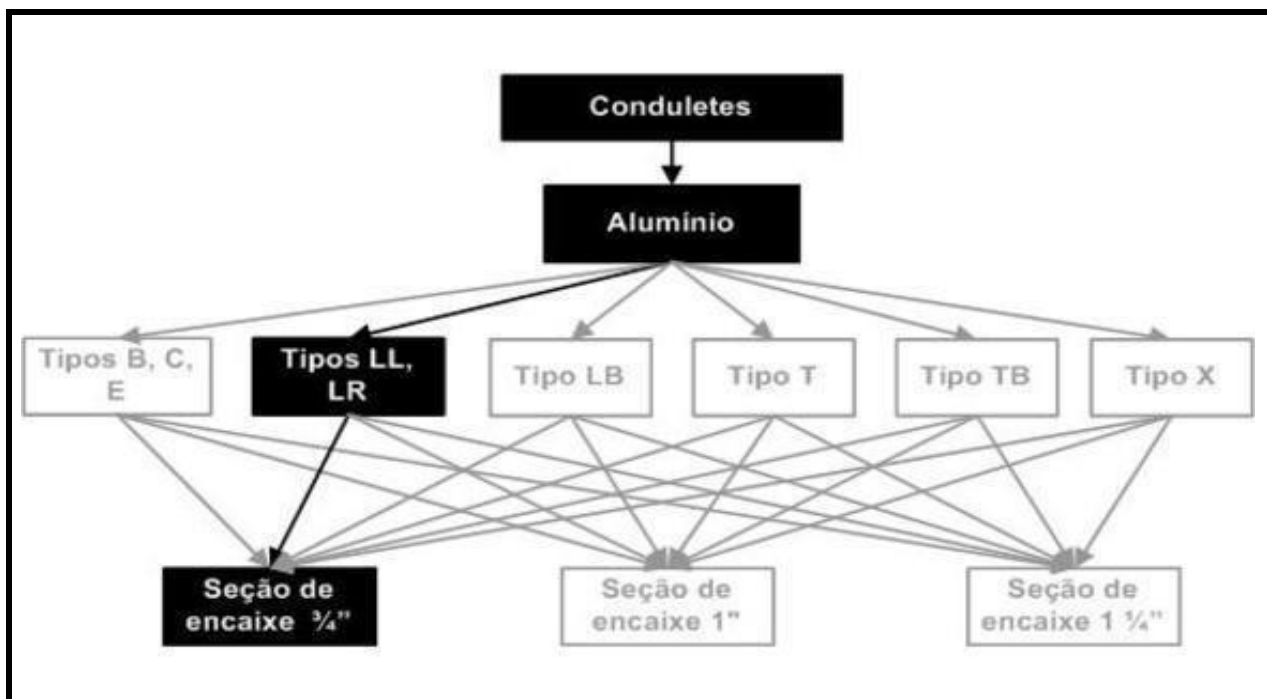 Conduletes
Alumínio
Tipos B, C,
E
Tipos LL,
LR
Tipo LB
Tipo T
Tipo TB
Tipo X
Seção de
encaixe ¾”
Seção de
encaixe 1"
Seção de
encaixe 1 ¼”